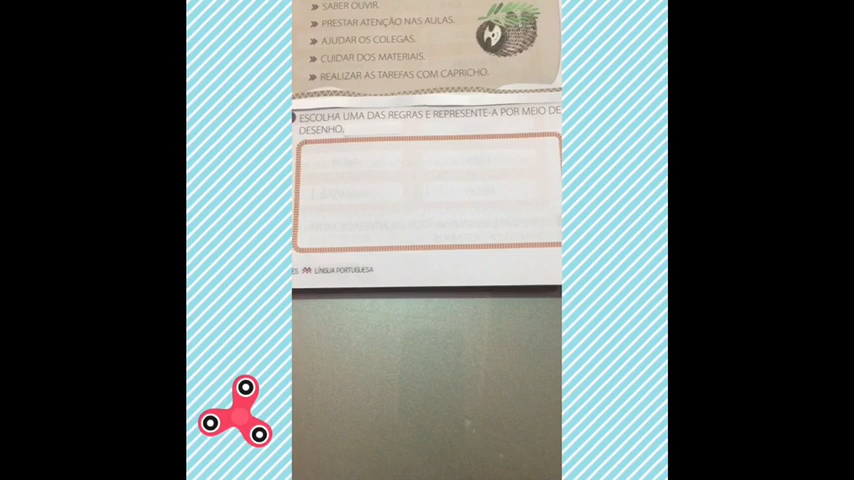 SABER OUVIR.
PRESTAR ATENÇÃO NAS AULAS.
AJUDAR OS COLEGAS.
CUIDAR DOS MATERIAIS.
REALIZAR AS TAREFAS COM CAPRICHO.
ESCOLHA UMA DAS REGRAS E REPRESENTE-A POR MEIO DE
DESENHO.
ES LÍNGUA PORTUGUESA